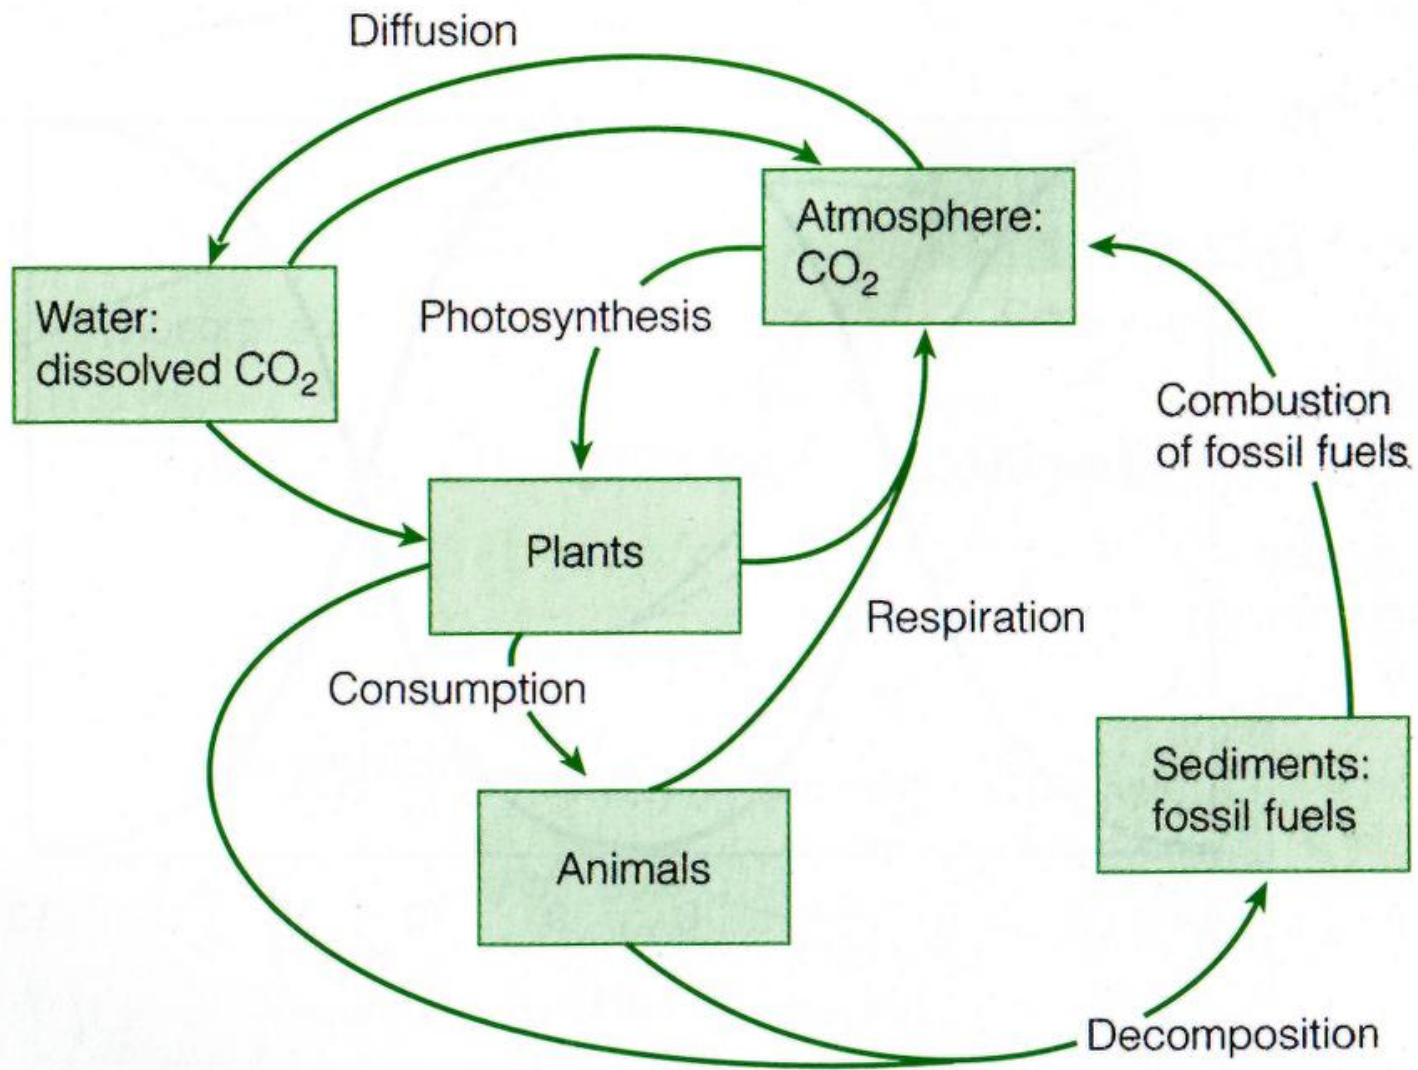 Diffusion
Atmosphere:
CO₂
Water:
dissolved CO₂
Photosynthesis
Combustion
of fossil fuels
Plants
Respiration
Consumption
Sediments:
fossil fuels
Animals
Decomposition